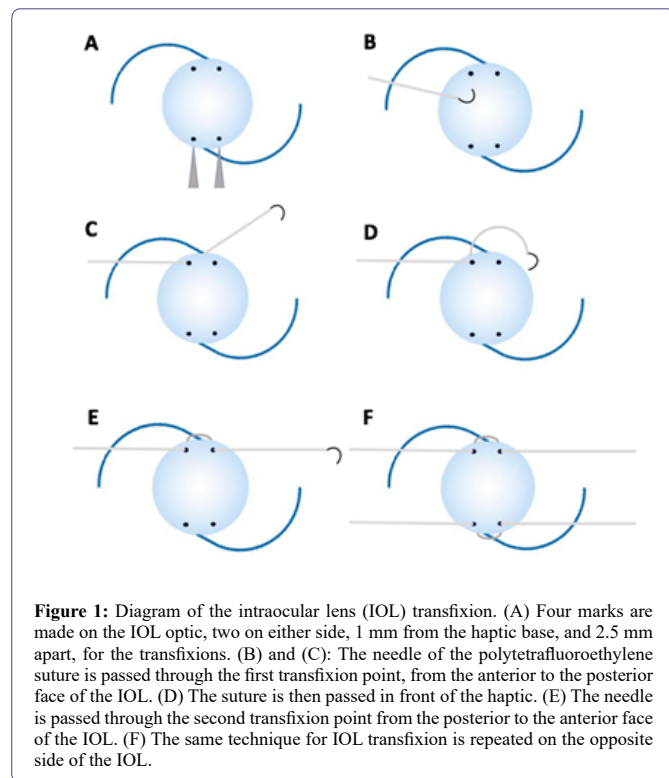 A
B
C
D
E
F
Figure 1: Diagram of the intraocular lens (IOL) transfixion. (A) Four marks are
made on the IOL optic, two on either side, 1 mm from the haptic base, and 2.5 mm
apart, for the transfixions. (B) and (C): The needle of the polytetrafluoroethylene
suture is passed through the first transfixion point, from the anterior to the posterior
face of the IOL. (D) The suture is then passed in front of the haptic. (E) The needle
is passed through the second transfixion point from the posterior to the anterior face
of the IOL. (F) The same technique for IOL transfixion is repeated on the opposite
side of the IOL.